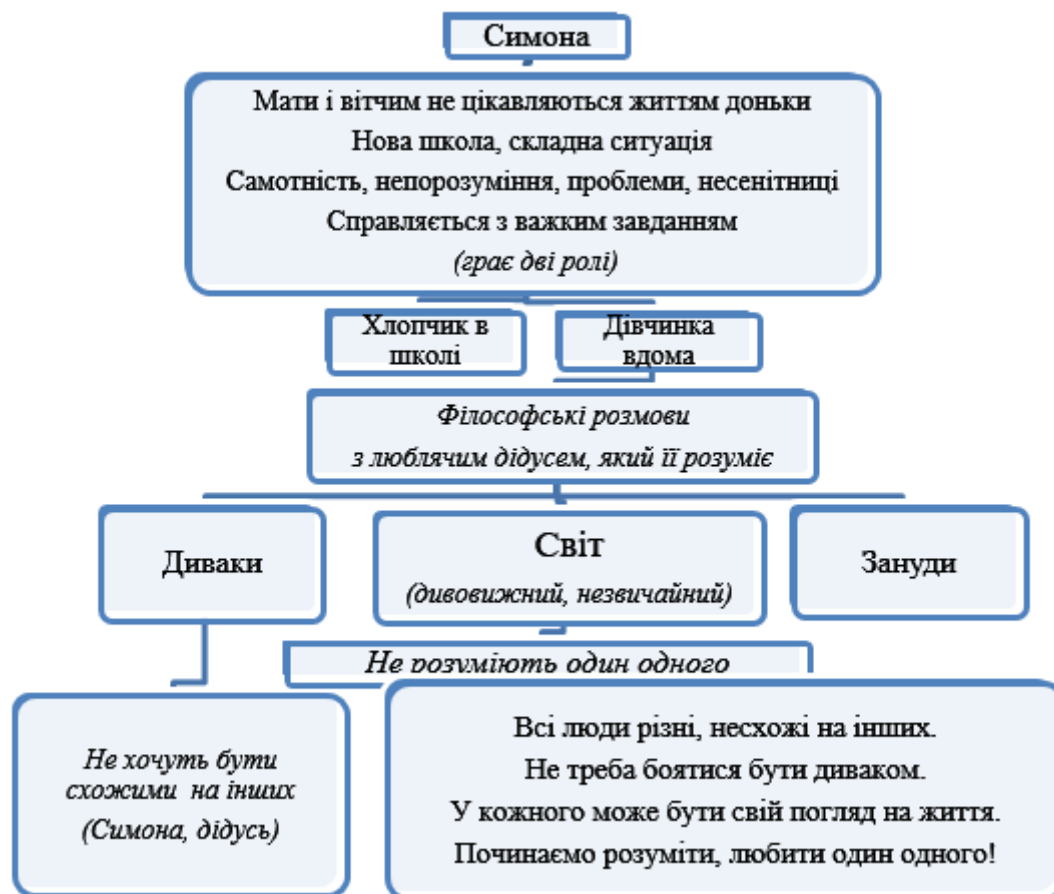 Симона
Мати і вітчим не цікавляються життям доньки
Нова школа, складна ситуація
Самотність, непорозуміння, проблеми, несенітниці
Справляється з важким завданням
(грає дві ролі)
Хлопчик в
школі
Дівчинка
вдома
Філософські розмови
з люблячим дідусем, який її розуміє
Диваки
Світ
(дивовижний, незвичайний)
Зануди
Не розуміють один одного
Не хочуть бути
схожими на інших
(Симона, дідусь)
Всі люди різні, несхожі на інших.
Не треба боятися бути диваком.
У кожного може бути свій погляд на життя.
Починаємо розуміти, любити один одного!